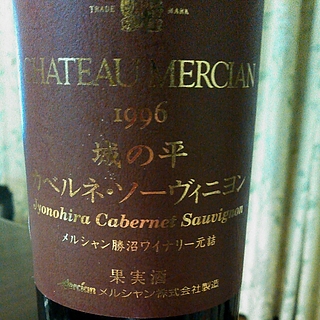 TRADE MARK
CHATEAU MERCIAN
1996
城の平
カベルネ・ソーヴィニヨン
Jyonohira Cabernet Sauvignon
メルシャン勝沼ワイナリー元詰
果実酒
Mercian メルシャン株式会社製造